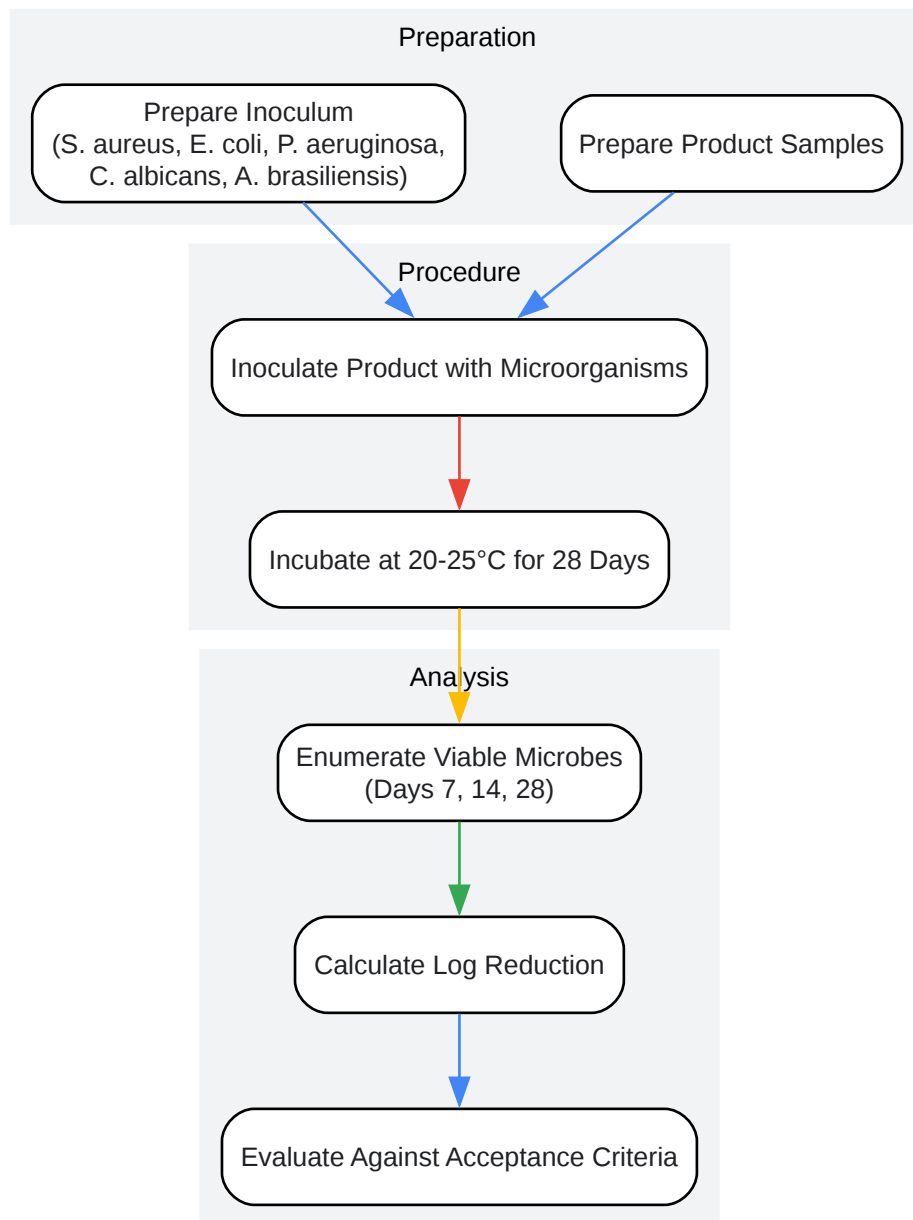 Preparation
Prepare Inoculum
(S. aureus, E. coli, P. aeruginosa,
C. albicans, A. brasiliensis)
Prepare Product Samples
Procedure
Inoculate Product with Microorganisms
Incubate at 20-25°C for 28 Days
Analysis
Enumerate Viable Microbes
(Days 7, 14, 28)
Calculate Log Reduction
Evaluate Against Acceptance Criteria